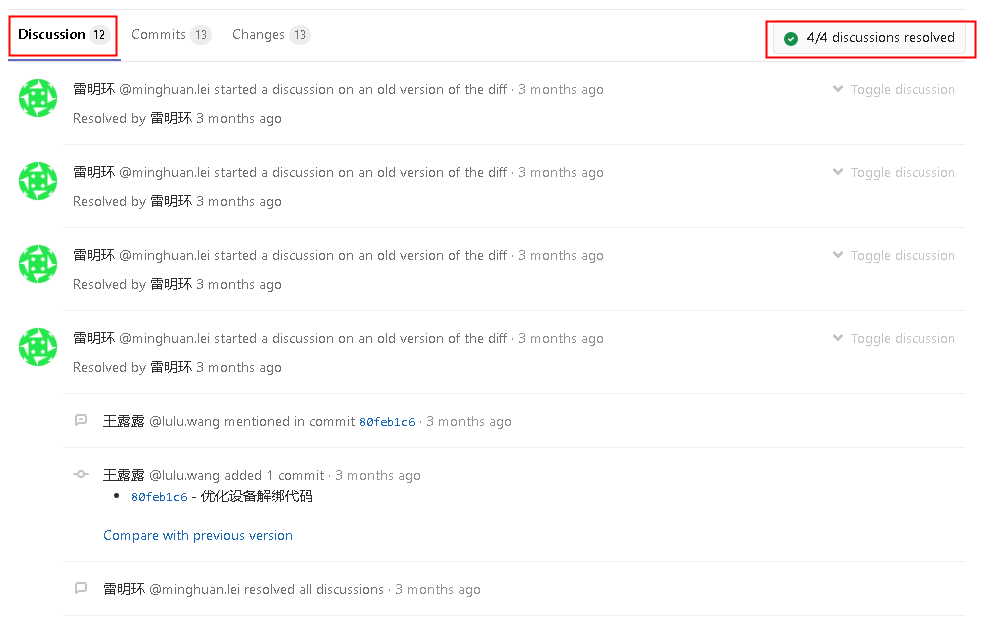 Discussion 12 Commits 13 Changes 13 4/4 discussions resolved
雷明环 @minghuan.lei started a discussion on an old version of the diff · 3 months ago Toggle discussion
Resolved by 雷明环 3 months ago
雷明环 @minghuan.lei started a discussion on an old version of the diff · 3 months ago Toggle discussion
Resolved by 雷明环 3 months ago
雷明环 @minghuan.lei started a discussion on an old version of the diff · 3 months ago Toggle discussion
Resolved by 雷明环 3 months ago
雷明环 @minghuan.lei started a discussion on an old version of the diff · 3 months ago Toggle discussion
Resolved by 雷明环 3 months ago
王露露 @lulu.wang mentioned in commit 80feb1c6 · 3 months ago
王露露 @lulu.wang added 1 commit · 3 months ago
• 80feb1c6 - 优化设备解绑代码
Compare with previous version
雷明环 @minghuan.lei resolved all discussions · 3 months ago